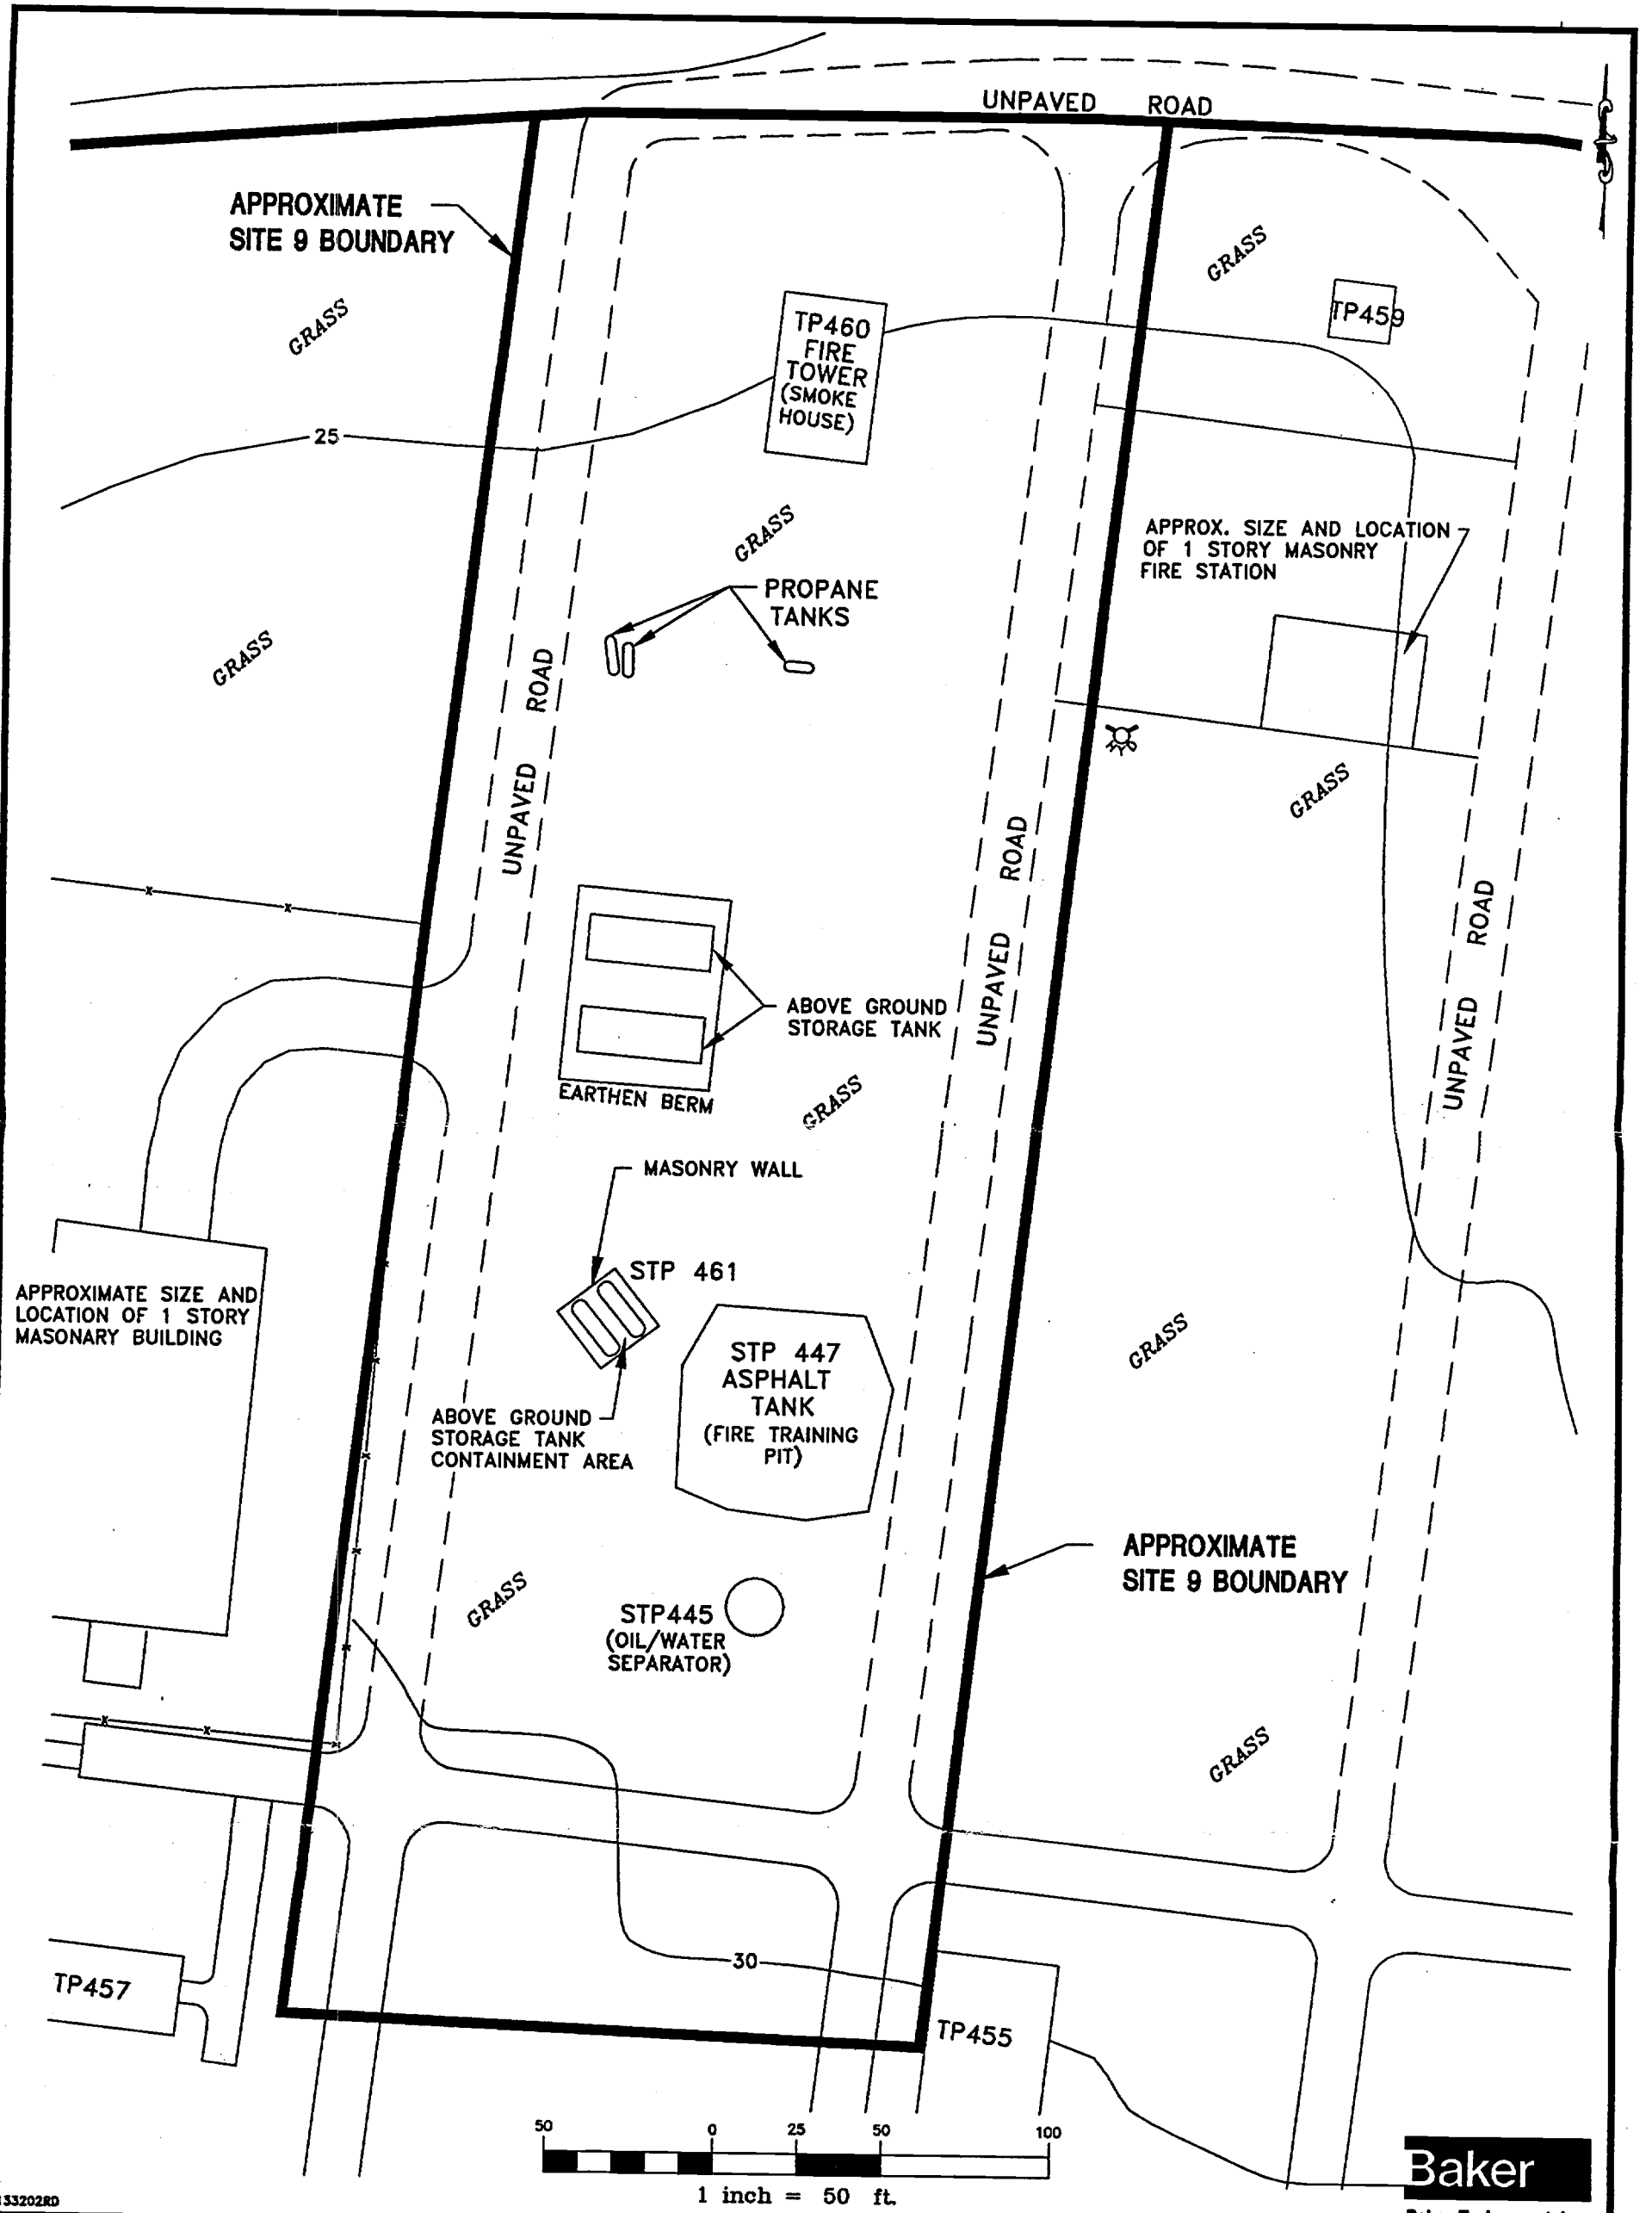 UNPAVED ROAD
APPROXIMATE
SITE 9 BOUNDARY
GRASS
GRASS
TP459
TP460
FIRE
TOWER
(SMOKE
HOUSE)
25
GRASS
APPROX. SIZE AND LOCATION
OF 1 STORY MASONRY
FIRE STATION
PROPANE
TANKS
GRASS
UNPAVED ROAD
GRASS
UNPAVED ROAD
UNPAVED ROAD
ABOVE GROUND
STORAGE TANK
EARTHEN BERM
GRASS
MASONRY WALL
STP 461
APPROXIMATE SIZE AND
LOCATION OF 1 STORY
MASONARY BUILDING
GRASS
STP 447
ASPHALT
TANK
(FIRE TRAINING
PIT)
ABOVE GROUND
STORAGE TANK
CONTAINMENT AREA
APPROXIMATE
SITE 9 BOUNDARY
GRASS
STP445
(OIL/WATER
SEPARATOR)
GRASS
30
TP457
TP455
50 0 25 50 100
1 inch = 50 ft.
Baker
133202RD